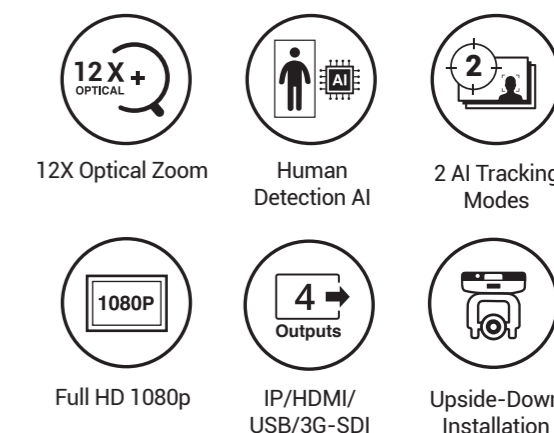 12X +
OPTICAL
AI
2
12X Optical Zoom
Human
Detection AI
2 AI Tracking
Modes
1080P
4
Outputs
Full HD 1080p
IP/HDMI/
USB/3G-SDI
Upside-Down
Installation